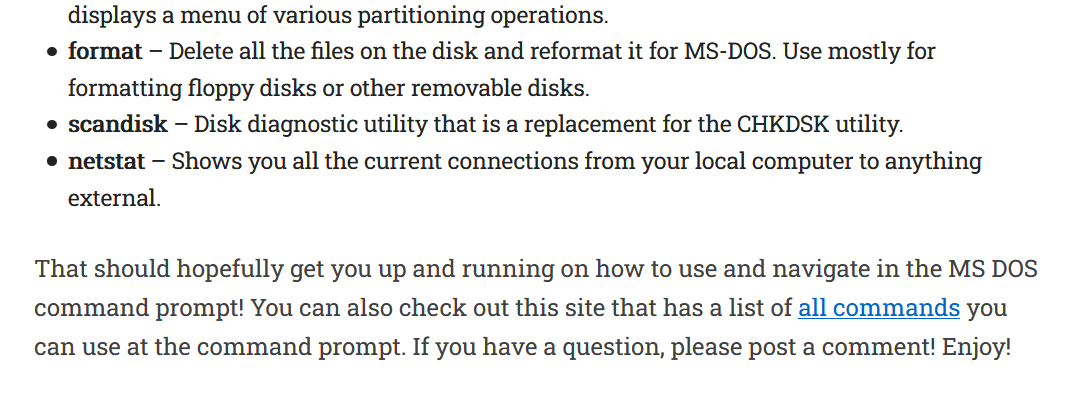 displays a menu of various partitioning operations.
• format – Delete all the files on the disk and reformat it for MS-DOS. Use mostly for
formatting floppy disks or other removable disks.
• scandisk – Disk diagnostic utility that is a replacement for the CHKDSK utility.
• netstat – Shows you all the current connections from your local computer to anything
external.
That should hopefully get you up and running on how to use and navigate in the MS DOS
command prompt! You can also check out this site that has a list of all commands you
can use at the command prompt. If you have a question, please post a comment! Enjoy!